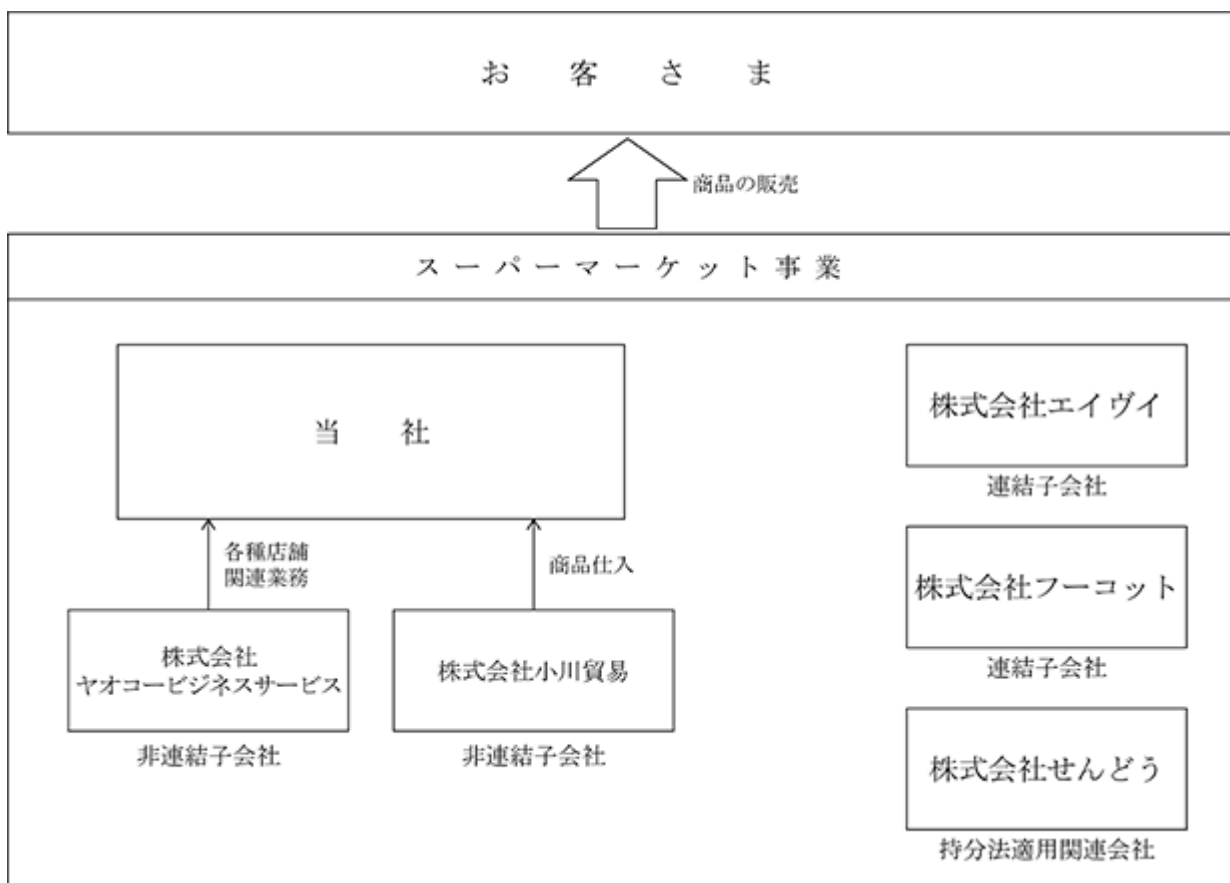 お客さま
商品の販売
スーパーマーケット事業
当社
株式会社エイヴイ
連結子会社
各種店舗
関連業務
商品仕入
株式会社フーコット
連結子会社
株式会社
ヤオコービジネスサービス
非連結子会社
株式会社小川貿易
非連結子会社
株式会社せんどう
持分法適用関連会社